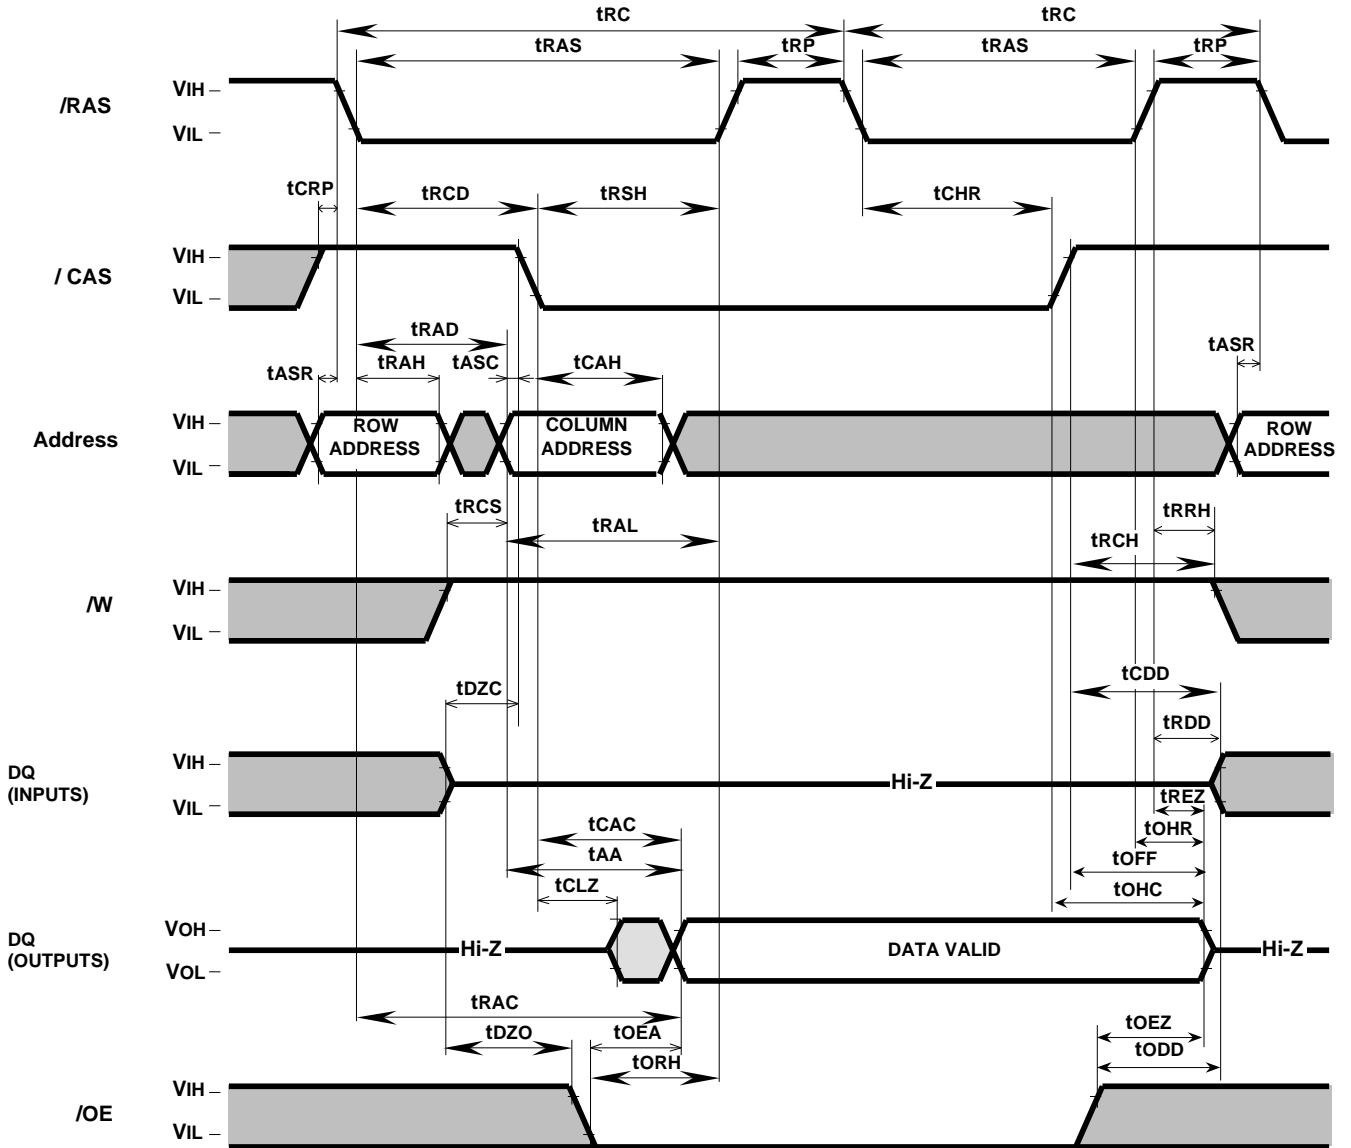 tRC tRC
tRAS tRP tRAS tRP
/RAS VIH
VIL
tCRP tRCD tRSH tCHR
/ CAS VIH
VIL
tRAD
tASR tRAH tASC tCAH tASR
Address VIH ROW ADDRESS COLUMN ADDRESS ROW ADDRESS
VIL
tRCS tRRH
tRAL tRCH
/W VIH
VIL
tCDD
tDZC tRDD
DQ (INPUTS) VIH Hi-Z
VIL
tREZ
tCAC tOHR
tAA tOFF
tCLZ tOHC
DQ (OUTPUTS) VOH Hi-Z DATA VALID Hi-Z
VOL
tRAC
tDZO tOEA tOEZ
tORH tODD
/OE VIH
VIL